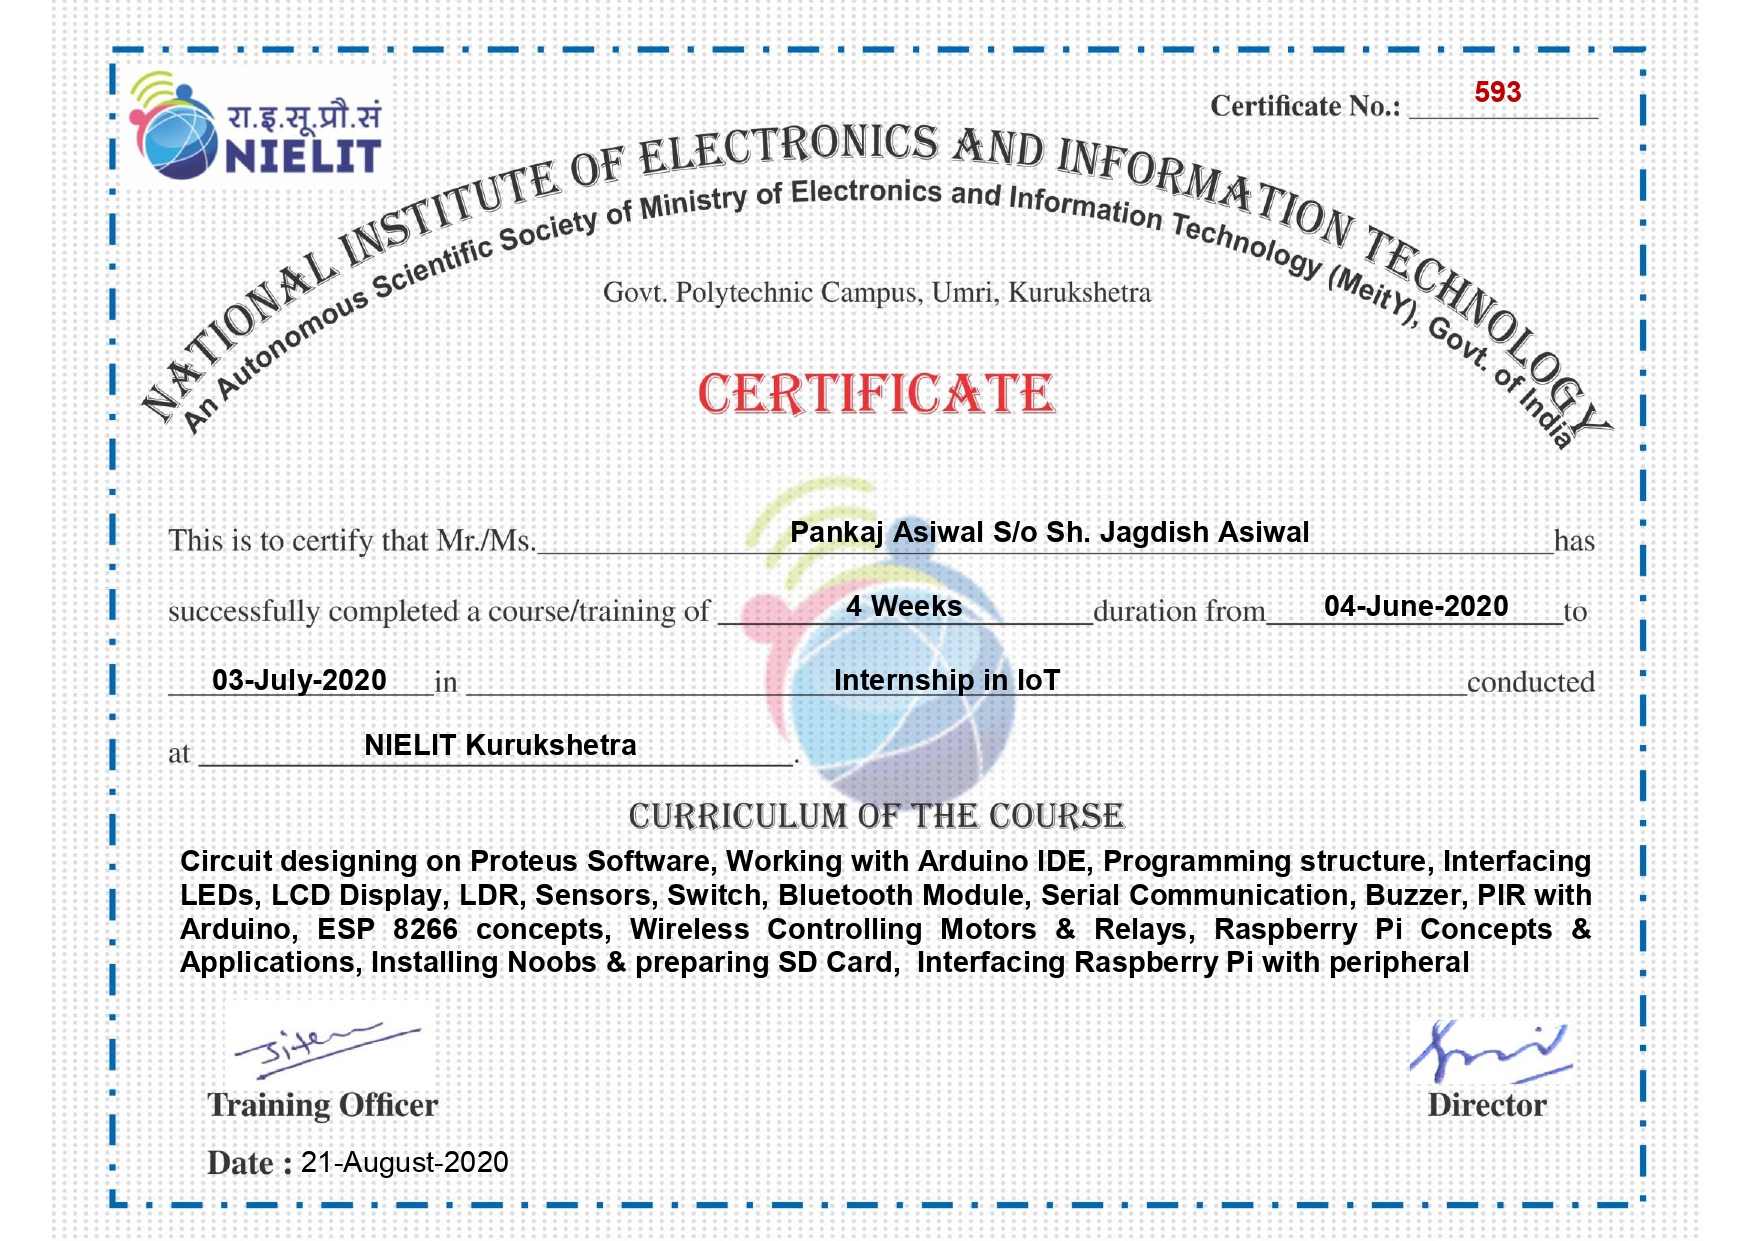 रा.इ.सू.प्रौ.सं
NIELIT
Certificate No.: 593
NATIONAL INSTITUTE OF ELECTRONICS AND INFORMATION TECHNOLOGY
An Autonomous Scientific Society of Ministry of Electronics and Information Technology (MeitY), Govt. of India
Govt. Polytechnic Campus, Umri, Kurukshetra
CERTIFICATE
This is to certify that Mr./Ms. Pankaj Asiwal S/o Sh. Jagdish Asiwal has
successfully completed a course/training of 4 Weeks duration from 04-June-2020 to
03-July-2020 in Internship in IoT conducted
at NIELIT Kurukshetra.
CURRICULUM OF THE COURSE
Circuit designing on Proteus Software, Working with Arduino IDE, Programming structure, Interfacing
LEDs, LCD Display, LDR, Sensors, Switch, Bluetooth Module, Serial Communication, Buzzer, PIR with
Arduino, ESP 8266 concepts, Wireless Controlling Motors & Relays, Raspberry Pi Concepts &
Applications, Installing Noobs & preparing SD Card, Interfacing Raspberry Pi with peripheral
Training Officer
Director
Date : 21-August-2020